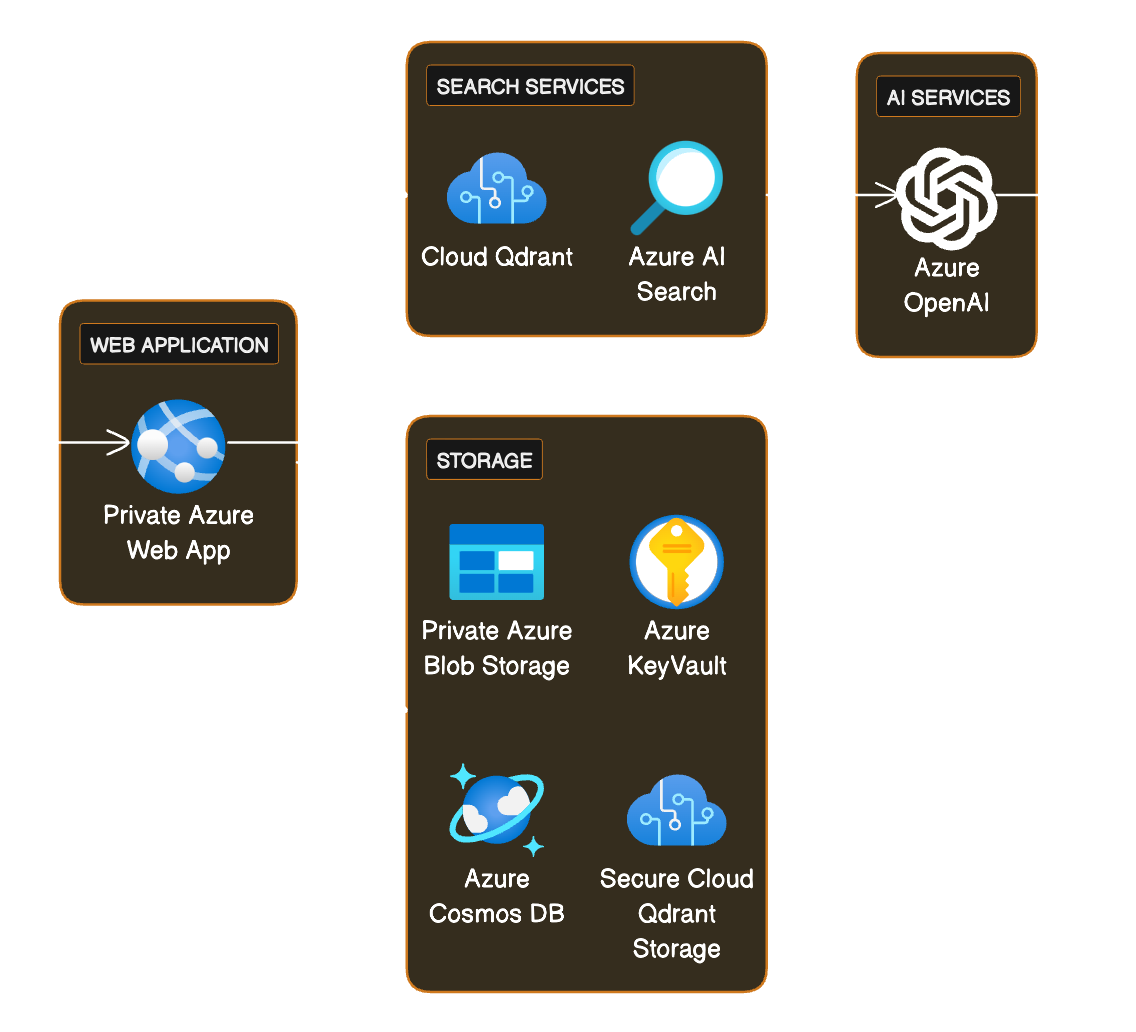 SEARCH SERVICES
Cloud Qdrant
Azure AI
Search
AI SERVICES
Azure
OpenAI
WEB APPLICATION
Private Azure
Web App
STORAGE
Private Azure
Blob Storage
Azure
KeyVault
Azure
Cosmos DB
Secure Cloud
Qdrant
Storage